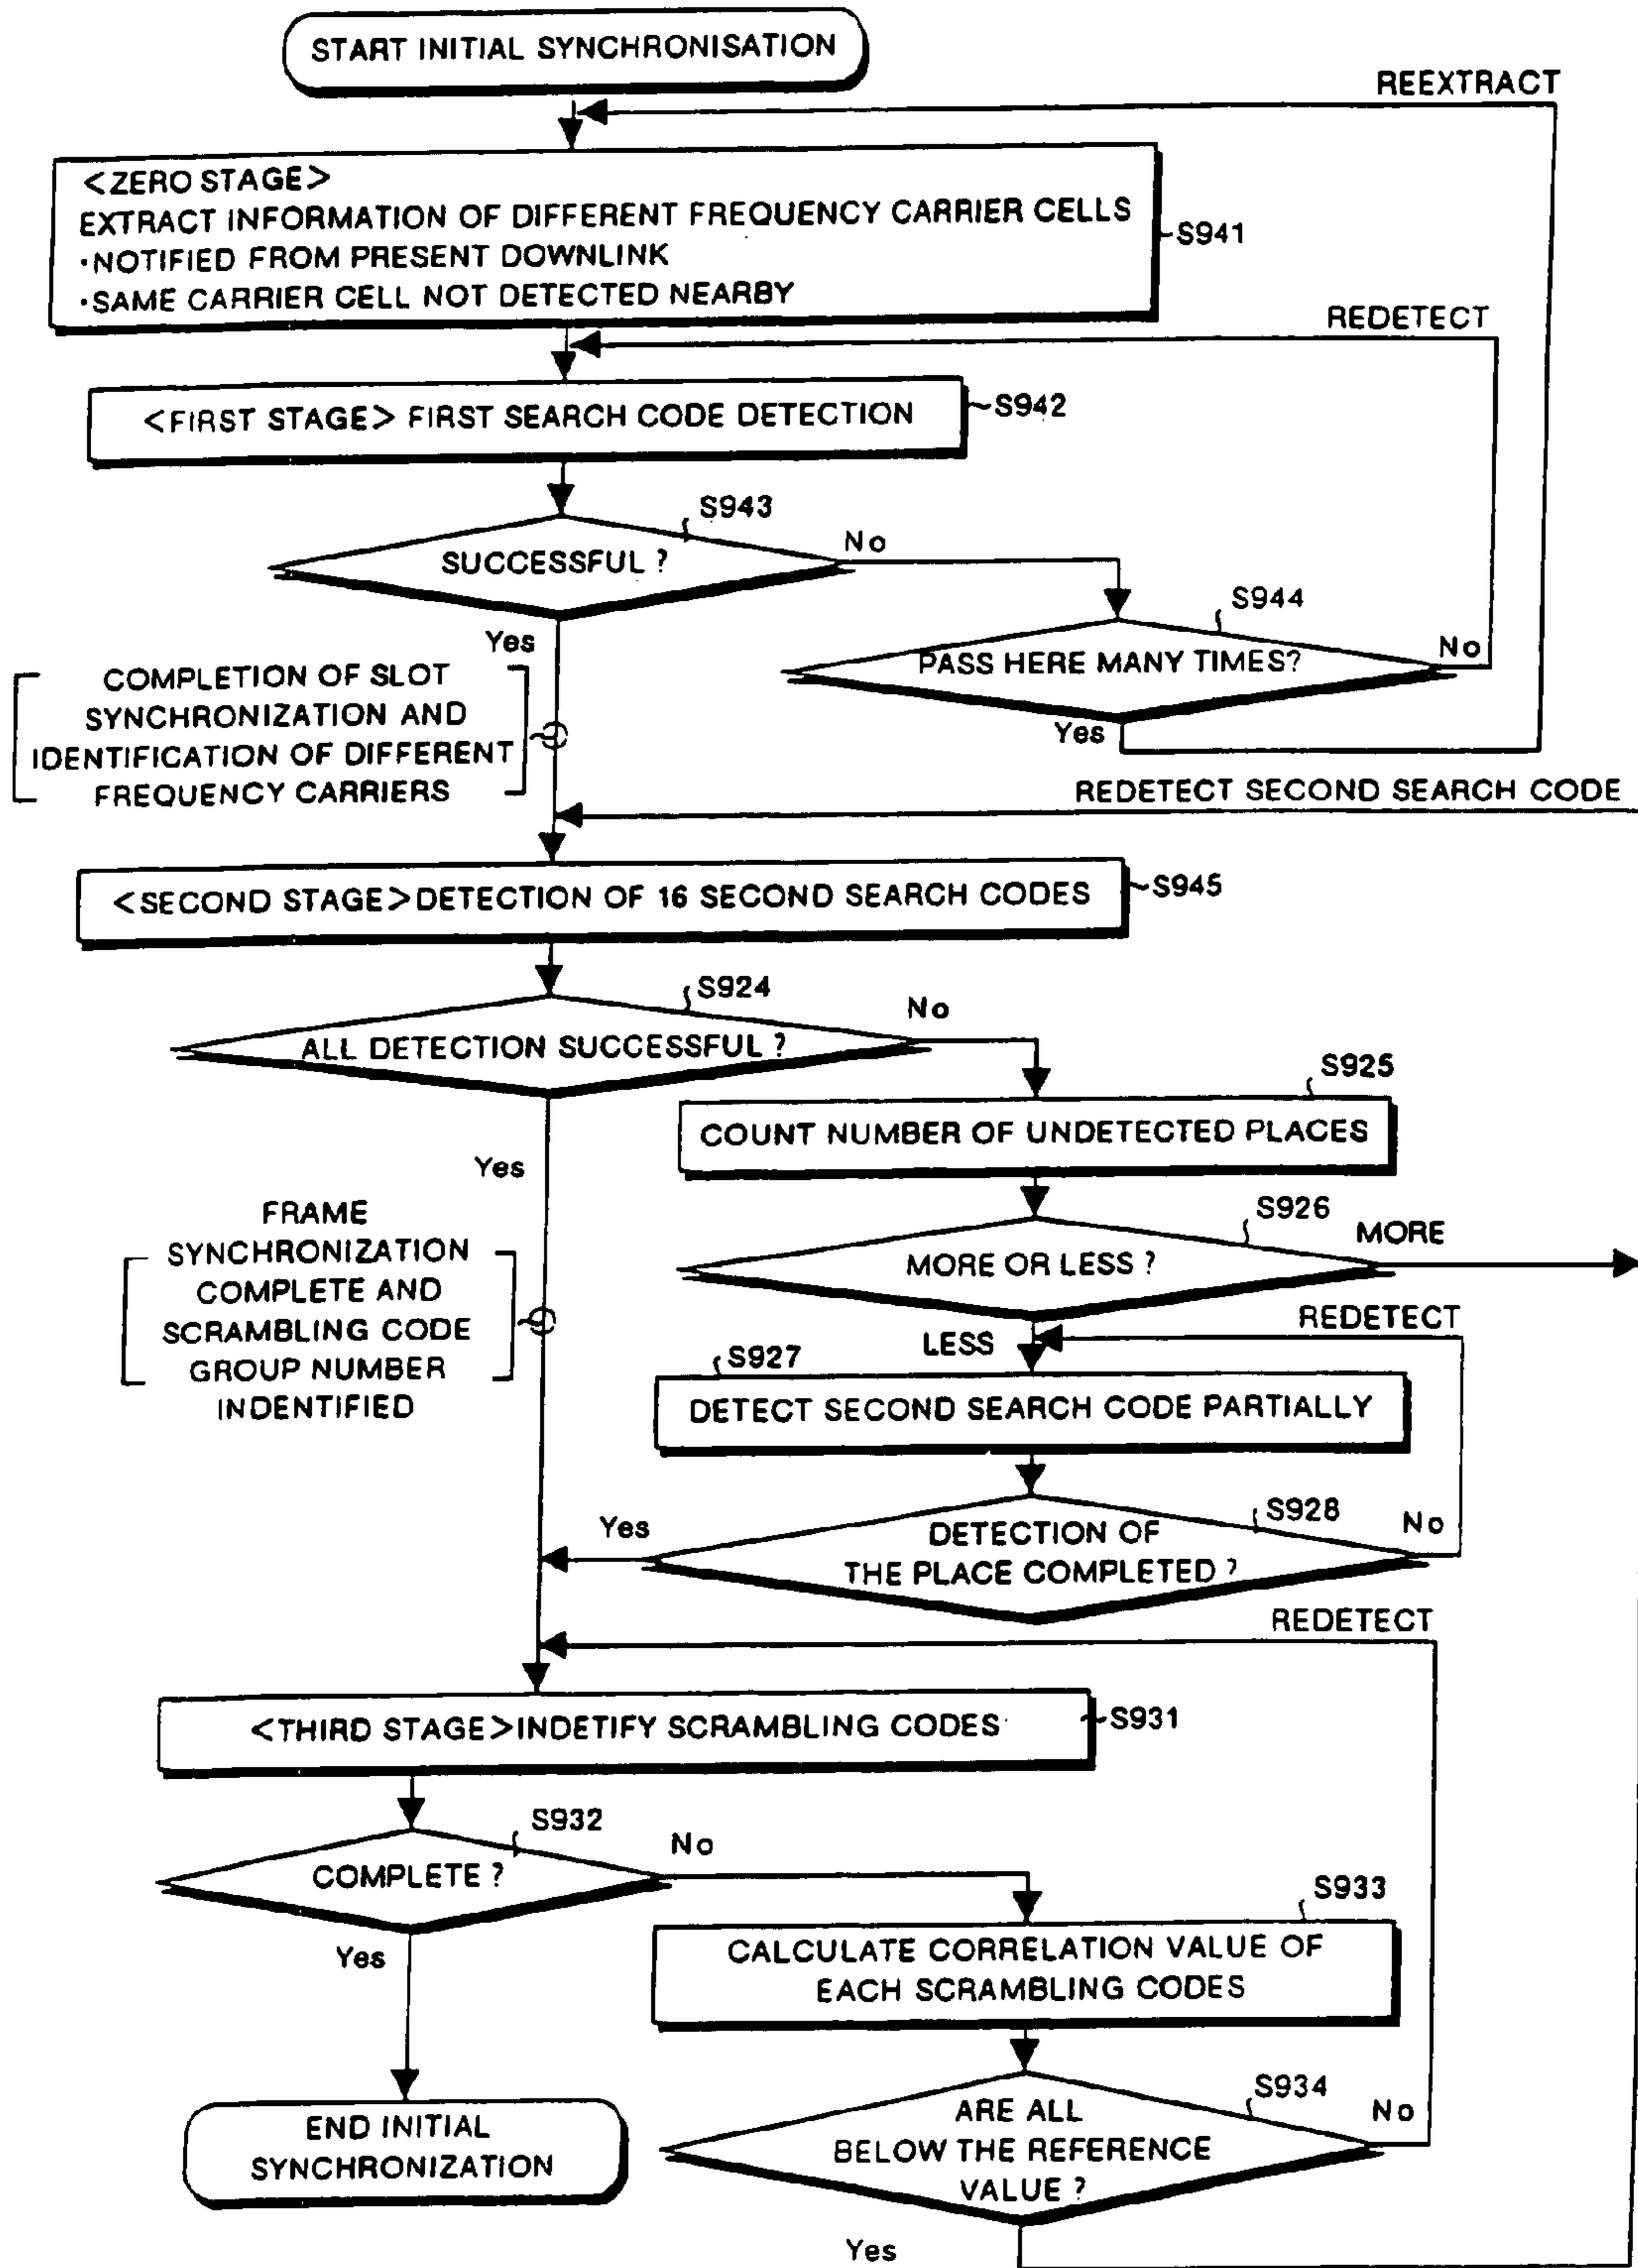 START INITIAL SYNCHRONISATION
REEXTRACT
<ZERO STAGE>
EXTRACT INFORMATION OF DIFFERENT FREQUENCY CARRIER CELLS
·NOTIFIED FROM PRESENT DOWNLINK
·SAME CARRIER CELL NOT DETECTED NEARBY
S941
REDETECT
<FIRST STAGE> FIRST SEARCH CODE DETECTION
S942
S943
SUCCESSFUL ?
No
S944
PASS HERE MANY TIMES?
No
Yes
Yes
COMPLETION OF SLOT
SYNCHRONIZATION AND
IDENTIFICATION OF DIFFERENT
FREQUENCY CARRIERS
REDETECT SECOND SEARCH CODE
<SECOND STAGE>DETECTION OF 16 SECOND SEARCH CODES
S945
S924
ALL DETECTION SUCCESSFUL ?
No
S925
COUNT NUMBER OF UNDETECTED PLACES
Yes
S926
MORE OR LESS ?
MORE
FRAME
SYNCHRONIZATION
COMPLETE AND
SCRAMBLING CODE
GROUP NUMBER
INDENTIFIED
REDETECT
LESS
S927
DETECT SECOND SEARCH CODE PARTIALLY
S928
DETECTION OF
THE PLACE COMPLETED ?
Yes
No
REDETECT
<THIRD STAGE>INDETIFY SCRAMBLING CODES
S931
S932
COMPLETE ?
No
Yes
S933
CALCULATE CORRELATION VALUE OF
EACH SCRAMBLING CODES
S934
ARE ALL
BELOW THE REFERENCE
VALUE ?
No
Yes
END INITIAL
SYNCHRONIZATION